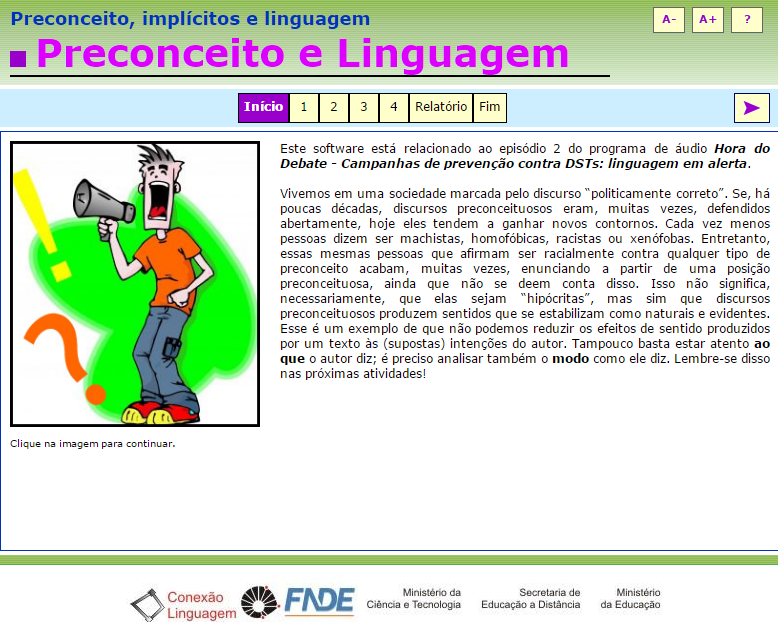 Preconceito, implícitos e linguagem
A- A+ ?
Preconceito e Linguagem
Início 1 2 3 4 Relatório Fim
Este software está relacionado ao episódio 2 do programa de áudio Hora do
Debate - Campanhas de prevenção contra DSTs: linguagem em alerta.
Vivemos em uma sociedade marcada pelo discurso “politicamente correto”. Se, há
poucas décadas, discursos preconceituosos eram, muitas vezes, defendidos
abertamente, hoje eles tendem a ganhar novos contornos. Cada vez menos
pessoas dizem ser machistas, homofóbicas, racistas ou xenófobas. Entretanto,
essas mesmas pessoas que afirmam ser racialmente contra qualquer tipo de
preconceito acabam, muitas vezes, enunciando a partir de uma posição
preconceituosa, ainda que não se deem conta disso. Isso não significa,
necessariamente, que elas sejam “hipócritas”, mas sim que discursos
preconceituosos produzem sentidos que se estabilizam como naturais e evidentes.
Esse é um exemplo de que não podemos reduzir os efeitos de sentido produzidos
por um texto às (supostas) intenções do autor. Tampouco basta estar atento ao
que o autor diz; é preciso analisar também o modo como ele diz. Lembre-se disso
nas próximas atividades!
! ?
Clique na imagem para continuar.
Conexão
Linguagem
FNDE
Ministério da
Ciência e Tecnologia
Secretaria de
Educação a Distância
Ministério
da Educação